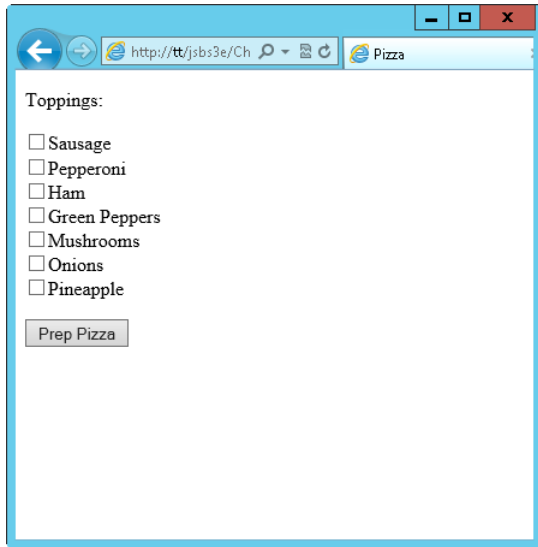 http://tt/jsbs3e/Ch
Pizza
Toppings:
Sausage
Pepperoni
Ham
Green Peppers
Mushrooms
Onions
Pineapple
Prep Pizza